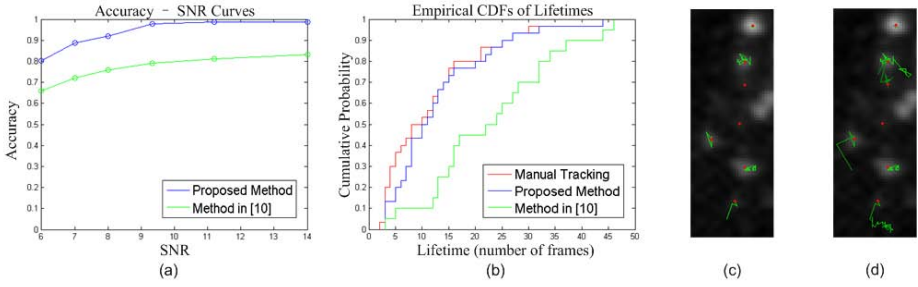 Accuracy - SNR Curves
1
0.9
0.8
0.7
0.6
0.5
0.4
0.3
0.2
0.1
0
Accuracy
Proposed Method
Method in [10]
6 7 8 9 10 11 12 13 14
SNR
(a)
Empirical CDFs of Lifetimes
1
0.9
0.8
0.7
0.6
0.5
0.4
0.3
0.2
0.1
0
Cumulative Probability
Manual Tracking
Proposed Method
Method in [10]
0 5 10 15 20 25 30 35 40 45 50
Lifetime (number of frames)
(b)
(c)
(d)